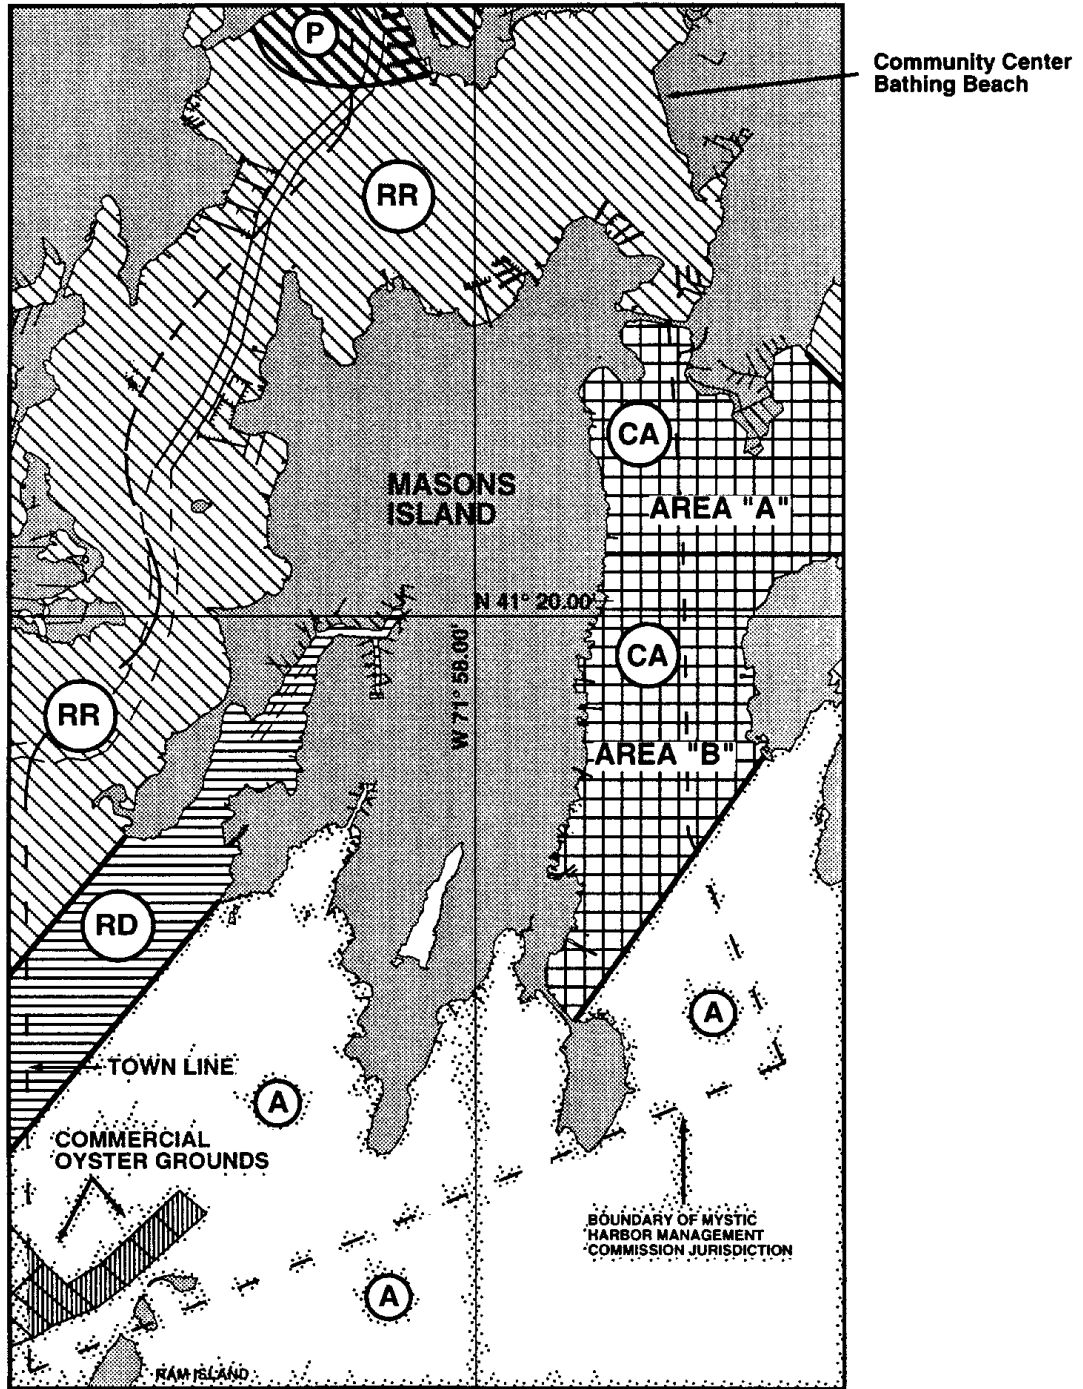 P
Community Center
Bathing Beach
RR
CA
MASONS
ISLAND
AREA "A"
N 41° 20.00'
W 71° 58.00'
CA
RR
AREA "B"
RD
A
TOWN LINE
A
COMMERCIAL
OYSTER GROUNDS
BOUNDARY OF MYSTIC
HARBOR MANAGEMENT
COMMISSION JURISDICTION
A
RAM ISLAND